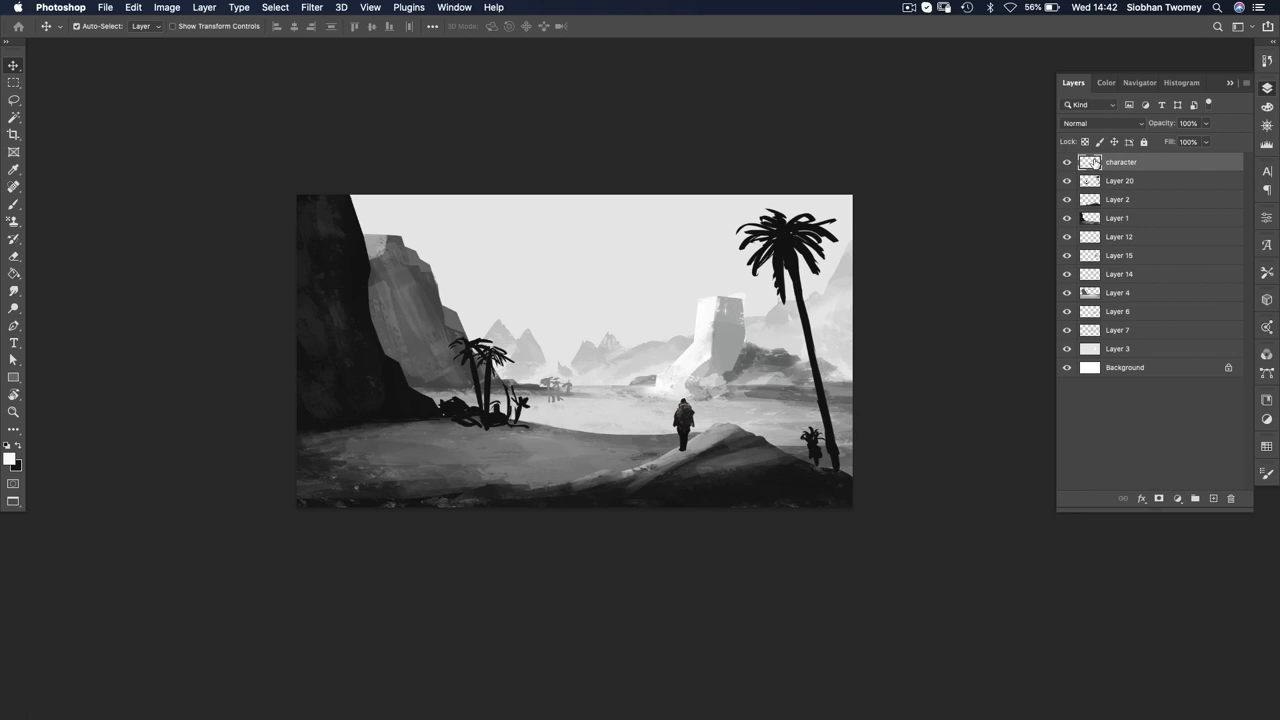 Photoshop File Edit Image Layer Type Select Filter 3D View Plugins Window Help 56% Wed 14:42 Siobhan Twomey
Auto-Select: Layer Show Transform Controls 3D Mode:
Layers Color Navigator Histogram
Kind
Normal Opacity: 100%
Lock: Fill: 100%
character
Layer 20
Layer 2
Layer 1
Layer 12
Layer 15
Layer 14
Layer 4
Layer 6
Layer 7
Layer 3
Background